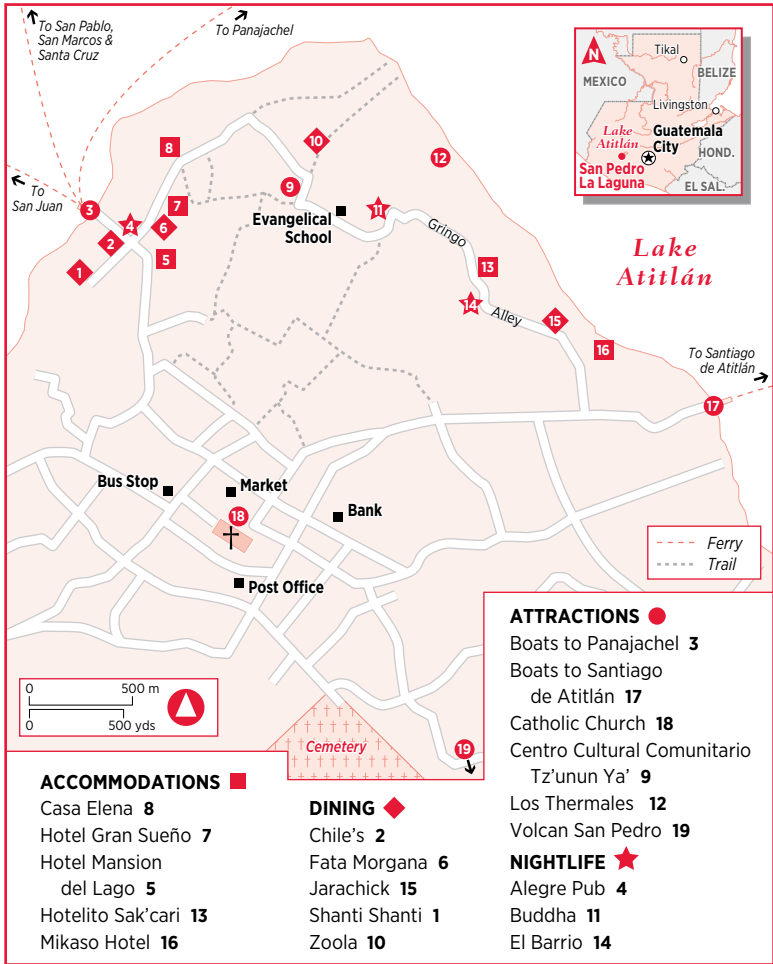 To San Pablo,
San Marcos &
Santa Cruz
To Panajachel
N
MEXICO
Tikal
BELIZE
Livingston
Lake
Atitlán
Guatemala
City
HOND.
San Pedro
La Laguna
EL SAL.
8
10
12
9
To
San Juan
3
7
4
6
11
Evangelical
School
2
5
1
Gringo
13
Lake
Atitlán
14
Alley
15
16
To Santiago
de Atitlán
17
Bus Stop
Market
18
Bank
Post Office
Ferry
Trail
0 500 m
0 500 yds
Cemetery
19
ACCOMMODATIONS
Casa Elena 8
Hotel Gran Sueño 7
Hotel Mansion
del Lago 5
Hotelito Sak'cari 13
Mikaso Hotel 16
DINING
Chile's 2
Fata Morgana 6
Jarachick 15
Shanti Shanti 1
Zoola 10
ATTRACTIONS
Boats to Panajachel 3
Boats to Santiago
de Atitlán 17
Catholic Church 18
Centro Cultural Comunitario
Tz'unun Ya' 9
Los Thermales 12
Volcan San Pedro 19
NIGHTLIFE
Alegre Pub 4
Buddha 11
El Barrio 14